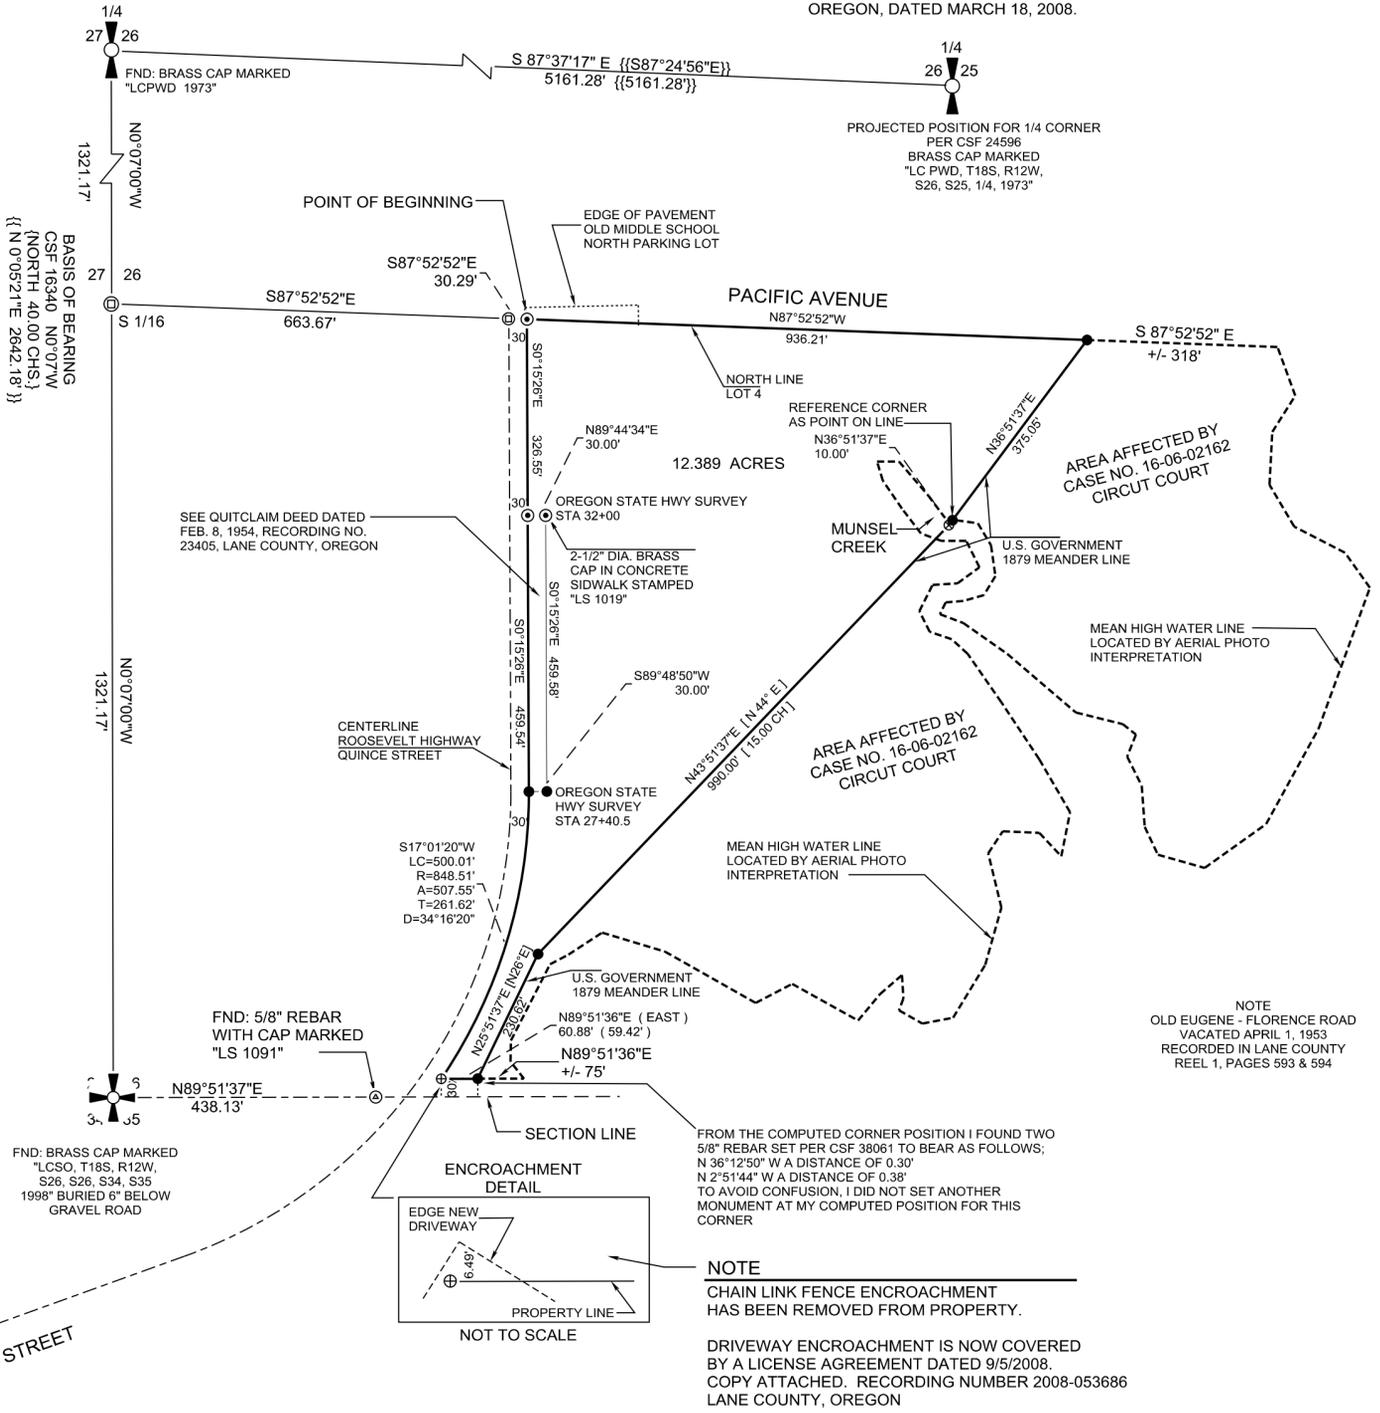 OREGON, DATED MARCH 18, 2008.
1/4
27 26
FND: BRASS CAP MARKED
"LCPWD 1973"
S 87°37'17" E {{S87°24'56"E}}
5161.28' {{5161.28'}}
1/4
26 25
PROJECTED POSITION FOR 1/4 CORNER
PER CSF 24596
BRASS CAP MARKED
"LC PWD, T18S, R12W,
S26, S25, 1/4, 1973"
N0°07'00"W
1321.17'
BASIS OF BEARING
CSF 16340 N0°07'W
{NORTH 40.00 CHS.}
{{ N 0°05'21"E 2642.18' }}
27 26
S 1/16
S87°52'52"E
663.67'
POINT OF BEGINNING
S87°52'52"E
30.29'
EDGE OF PAVEMENT
OLD MIDDLE SCHOOL
NORTH PARKING LOT
PACIFIC AVENUE
N87°52'52"W
936.21'
S 87°52'52" E
+/- 318'
30'
S0°15'26"E 326.55'
NORTH LINE
LOT 4
REFERENCE CORNER
AS POINT ON LINE
N36°51'37"E
10.00'
N36°51'37"E
375.05'
AREA AFFECTED BY
CASE NO. 16-06-02162
CIRCUT COURT
N89°44'34"E
30.00'
12.389 ACRES
30'
OREGON STATE HWY SURVEY
STA 32+00
SEE QUITCLAIM DEED DATED
FEB. 8, 1954, RECORDING NO.
23405, LANE COUNTY, OREGON
2-1/2" DIA. BRASS
CAP IN CONCRETE
SIDWALK STAMPED
"LS 1019"
MUNSEL
CREEK
U.S. GOVERNMENT
1879 MEANDER LINE
S0°15'26"E 459.58'
S0°15'26"E 459.54'
MEAN HIGH WATER LINE
LOCATED BY AERIAL PHOTO
INTERPRETATION
N0°07'00"W
1321.17'
S89°48'50"W
30.00'
CENTERLINE
ROOSEVELT HIGHWAY
QUINCE STREET
N43°51'37"E [ N 44° E ]
990.00' [ 15.00 CH ]
AREA AFFECTED BY
CASE NO. 16-06-02162
CIRCUT COURT
OREGON STATE
HWY SURVEY
STA 27+40.5
30'
S17°01'20"W
LC=500.01'
R=848.51'
A=507.55'
T=261.62'
D=34°16'20"
MEAN HIGH WATER LINE
LOCATED BY AERIAL PHOTO
INTERPRETATION
N25°51'37"E [N26°E]
230.62'
U.S. GOVERNMENT
1879 MEANDER LINE
N89°51'36"E ( EAST )
60.88' ( 59.42' )
N89°51'36"E
+/- 75'
FND: 5/8" REBAR
WITH CAP MARKED
"LS 1091"
NOTE
OLD EUGENE - FLORENCE ROAD
VACATED APRIL 1, 1953
RECORDED IN LANE COUNTY
REEL 1, PAGES 593 & 594
30'
N89°51'37"E
438.13'
SECTION LINE
FND: BRASS CAP MARKED
"LCSO, T18S, R12W,
S26, S26, S34, S35
1998" BURIED 6" BELOW
GRAVEL ROAD
FROM THE COMPUTED CORNER POSITION I FOUND TWO
5/8" REBAR SET PER CSF 38061 TO BEAR AS FOLLOWS;
N 36°12'50" W A DISTANCE OF 0.30'
N 2°51'44" W A DISTANCE OF 0.38'
TO AVOID CONFUSION, I DID NOT SET ANOTHER
MONUMENT AT MY COMPUTED POSITION FOR THIS
CORNER
ENCROACHMENT
DETAIL
EDGE NEW
DRIVEWAY
6.49'
PROPERTY LINE
NOT TO SCALE
NOTE
CHAIN LINK FENCE ENCROACHMENT
HAS BEEN REMOVED FROM PROPERTY.
DRIVEWAY ENCROACHMENT IS NOW COVERED
BY A LICENSE AGREEMENT DATED 9/5/2008.
COPY ATTACHED. RECORDING NUMBER 2008-053686
LANE COUNTY, OREGON
STREET